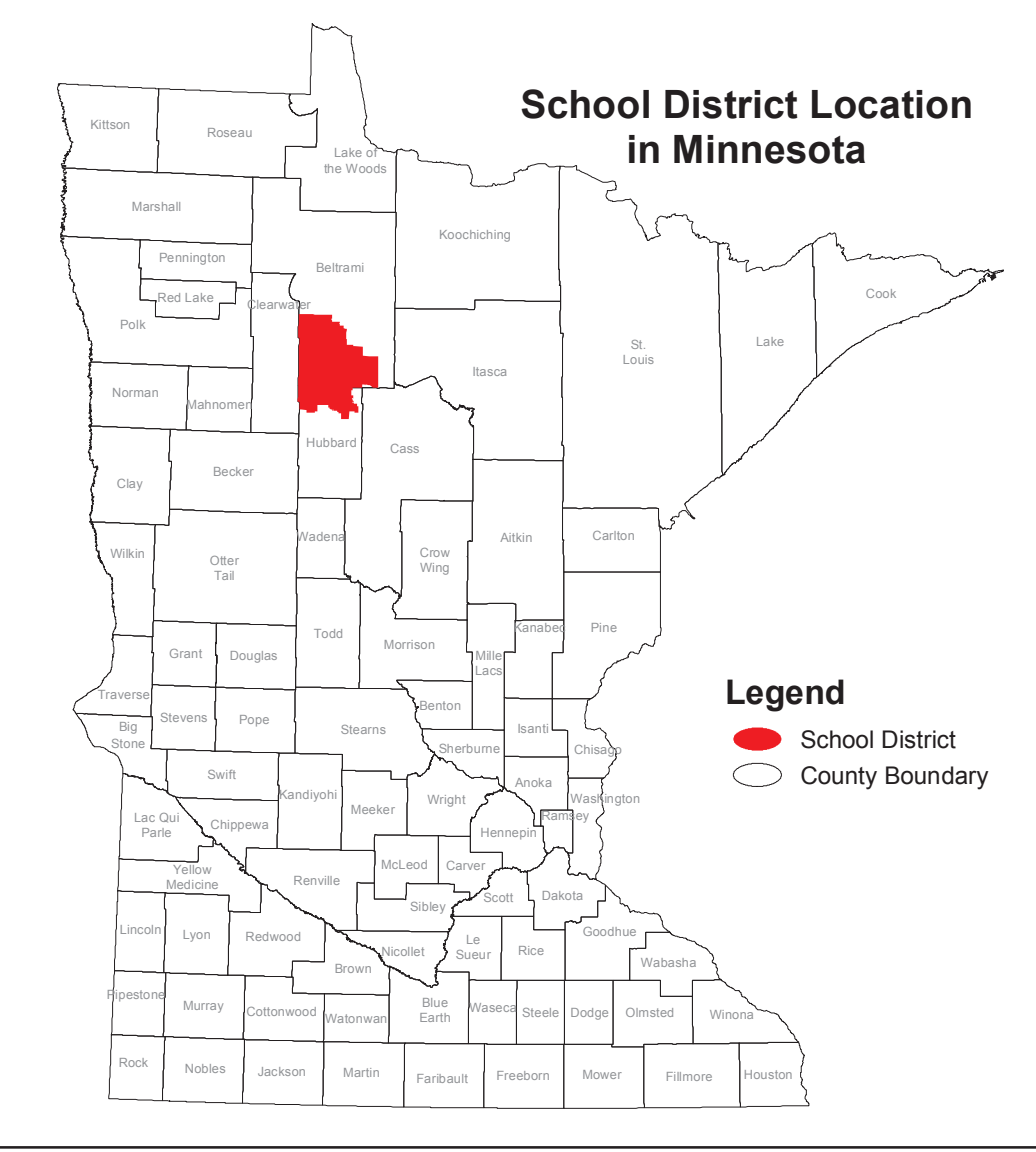 School District Location
in Minnesota
Kittson
Roseau
Lake of
the Woods
Marshall
Koochiching
Pennington
Beltrami
Red Lake
Clearwater
Cook
Polk
St.
Louis
Lake
Itasca
Norman
Mahnomen
Hubbard
Cass
Becker
Clay
Wadena
Aitkin
Carlton
Wilkin
Otter
Tail
Crow
Wing
Todd
Morrison
Kanabec
Pine
Grant
Douglas
Mille
Lacs
Traverse
Stevens
Pope
Benton
Stearns
Isanti
Big
Stone
Sherburne
Chisago
Legend
School District
County Boundary
Swift
Kandiyohi
Anoka
Meeker
Wright
Washington
Lac Qui
Parle
Chippewa
Ramsey
Hennepin
Yellow
Medicine
Renville
McLeod
Carver
Sibley
Scott
Dakota
Lincoln
Lyon
Redwood
Goodhue
Nicollet
Le
Sueur
Rice
Brown
Wabasha
Pipestone
Murray
Cottonwood
Watonwan
Blue
Earth
Waseca
Steele
Dodge
Olmsted
Winona
Rock
Nobles
Jackson
Martin
Faribault
Freeborn
Mower
Fillmore
Houston